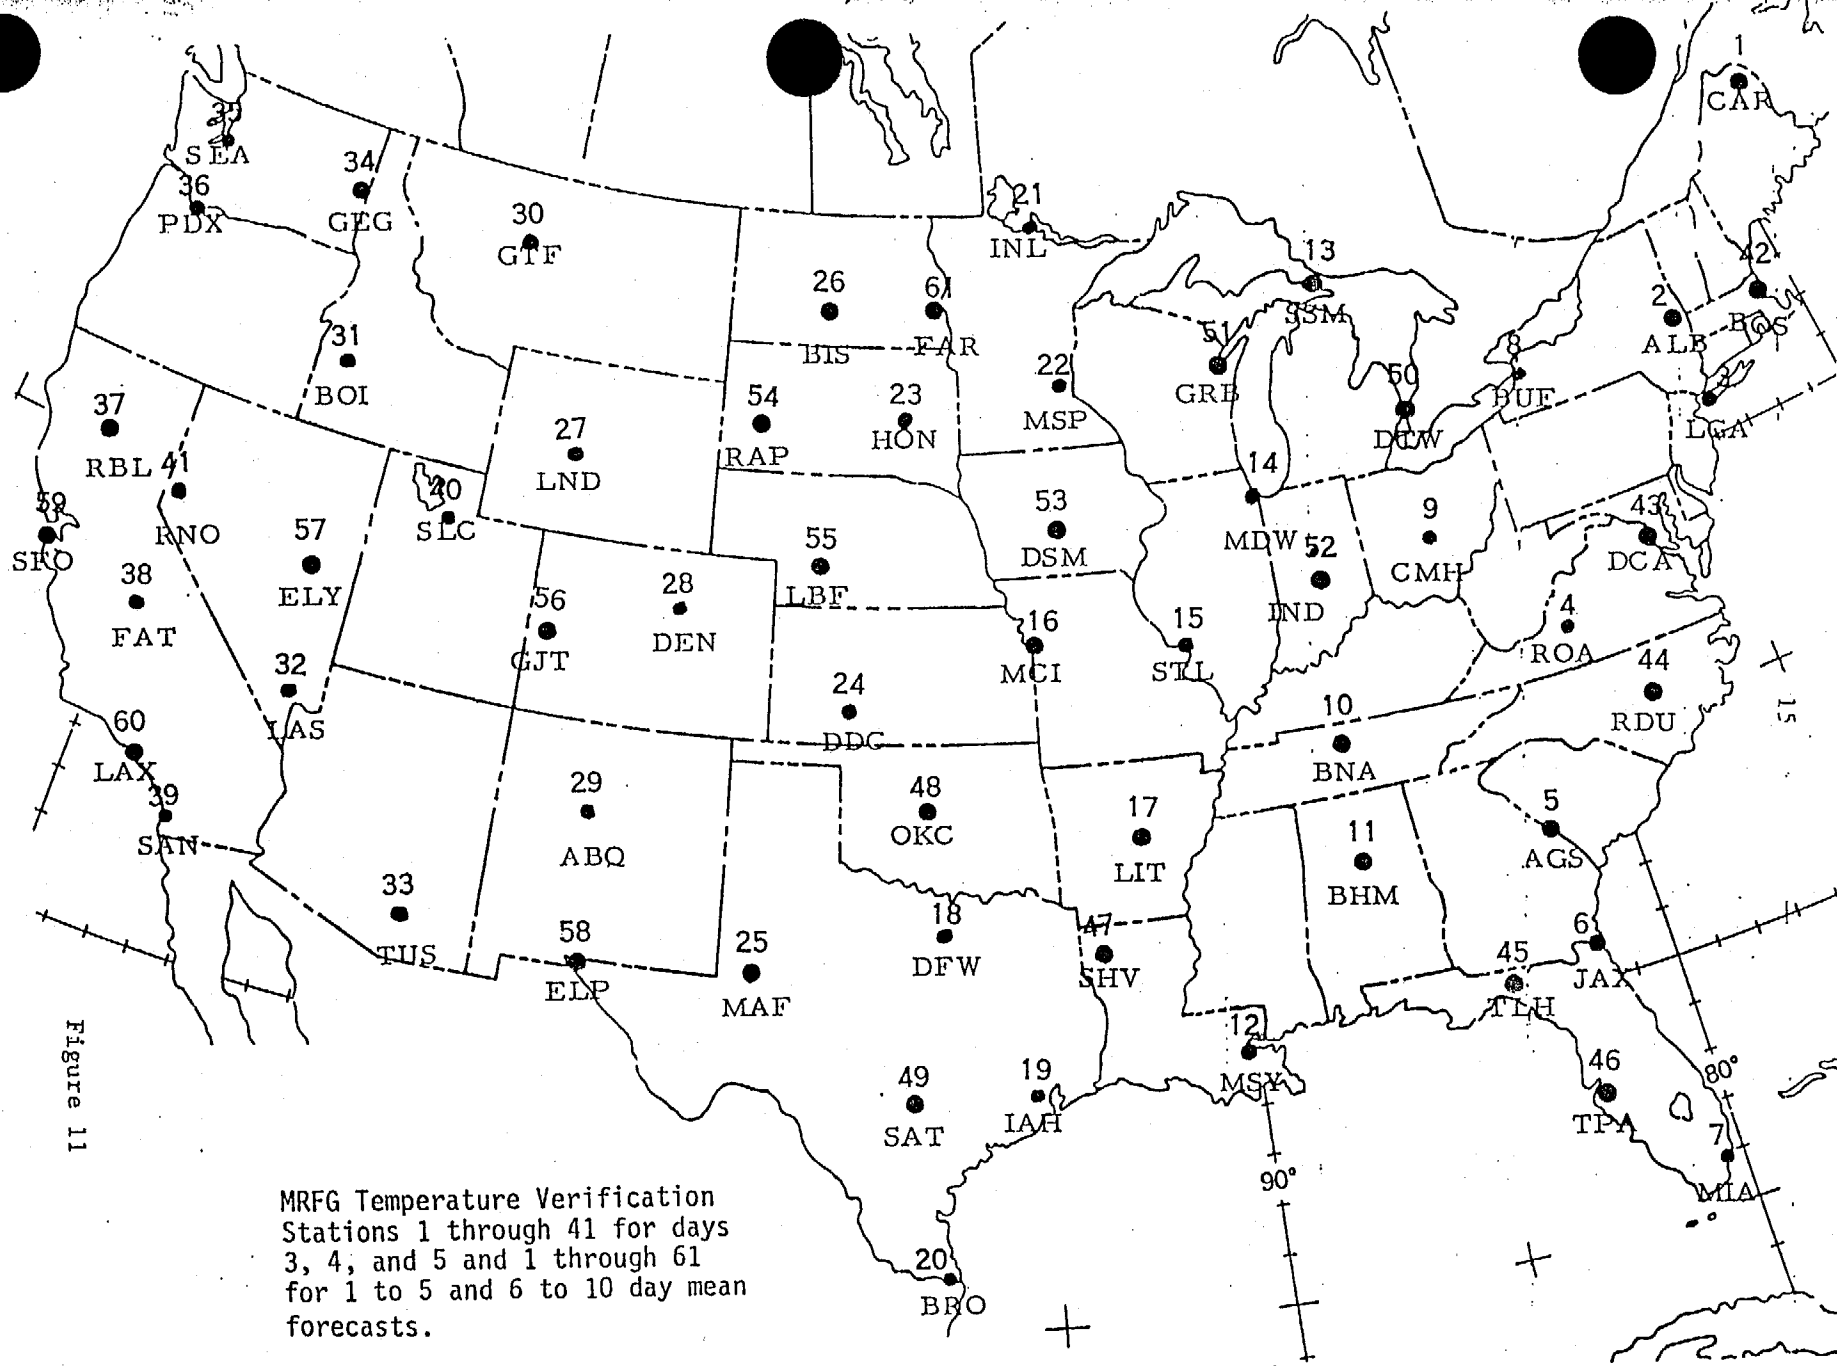 1
CAR
35
SEA
34
GEG
36
PDX
30
GTF
21
INL
13
SSM
42
BOS
2
ALB
26
BIS
61
FAR
31
BOI
51
GRB
22
MSP
50
DTW
8
BUF
3
LGA
37
RBL
54
RAP
23
HON
27
LND
41
RNO
40
SLC
14
MDW
59
SFO
57
ELY
55
LBF
53
DSM
52
IND
9
CMH
43
DCA
38
FAT
56
GJT
28
DEN
16
MCI
15
STL
4
ROA
44
RDU
32
LAS
24
DDC
10
BNA
15
60
LAX
39
SAN
29
ABQ
48
OKC
17
LIT
11
BHM
5
AGS
33
TUS
58
ELP
25
MAF
18
DFW
47
SHV
45
TLH
6
JAX
12
MSY
49
SAT
19
IAH
46
TPA
80°
7
MIA
90°
20
BRO
Figure 11
MRFG Temperature Verification
Stations 1 through 41 for days
3, 4, and 5 and 1 through 61
for 1 to 5 and 6 to 10 day mean
forecasts.